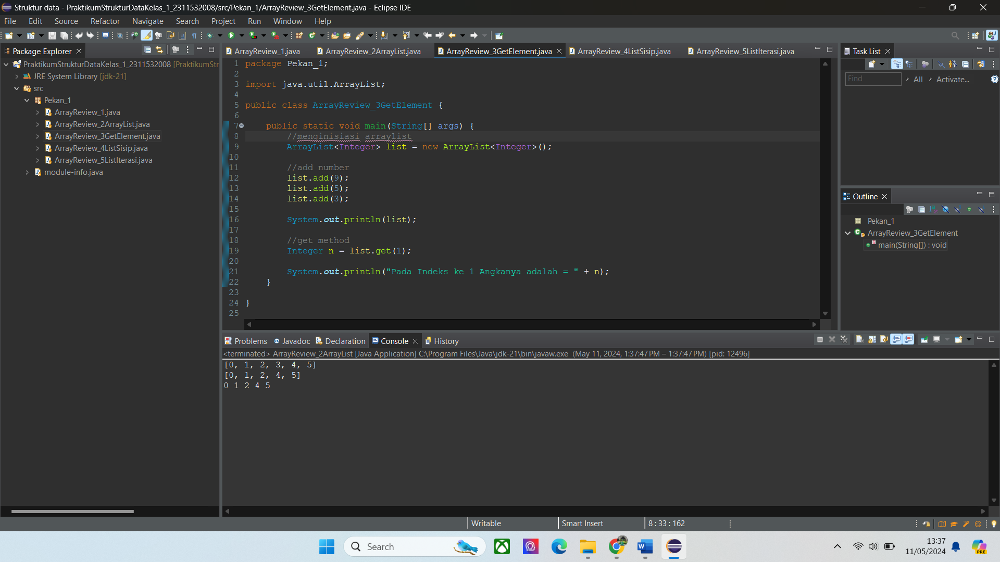 Struktur data - PraktikumStrukturDataKelas_1_2311532008/src/Pekan_1/ArrayReview_3GetElement.java - Eclipse IDE
File Edit Source Refactor Navigate Search Project Run Window Help
Package Explorer
PraktikumStrukturDataKelas_1_2311532008 [PraktikumStr
JRE System Library [jdk-21]
src
Pekan_1
ArrayReview_1.java
ArrayReview_2ArrayList.java
ArrayReview_3GetElement.java
ArrayReview_4ListSisip.java
ArrayReview_5ListIterasi.java
module-info.java
ArrayReview_1.java ArrayReview_2ArrayList.java ArrayReview_3GetElement.java ArrayReview_4ListSisip.java ArrayReview_5ListIterasi.java
1 package Pekan_1;
2
3 import java.util.ArrayList;
4
5 public class ArrayReview_3GetElement {
6
7 public static void main(String[] args) {
8 //menginisiasi arraylist
9 ArrayList<Integer> list = new ArrayList<Integer>();
10
11 //add number
12 list.add(9);
13 list.add(5);
14 list.add(3);
15
16 System.out.println(list);
17
18 //get method
19 Integer n = list.get(1);
20
21 System.out.println("Pada Indeks ke 1 Angkanya adalah = " + n);
22 }
23
24 }
25
Task List
Find All Activate...
Outline
Pekan_1
ArrayReview_3GetElement
main(String[]) : void
Problems Javadoc Declaration Console History
<terminated> ArrayReview_2ArrayList [Java Application] C:\Program Files\Java\jdk-21\bin\javaw.exe (May 11, 2024, 1:37:47 PM – 1:37:47 PM) [pid: 12496]
[0, 1, 2, 3, 4, 5]
[0, 1, 2, 4, 5]
0 1 2 4 5
Writable Smart Insert 8 : 33 : 162
Search
13:37
11/05/2024
PRE